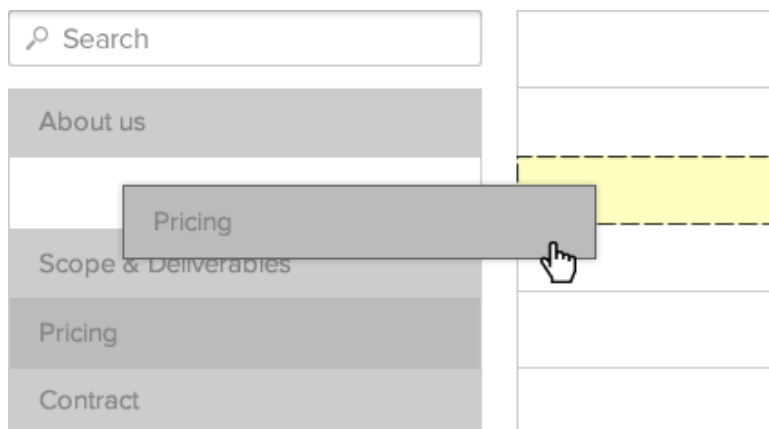 Search
About us
Pricing
Scope & Deliverables
Pricing
Contract